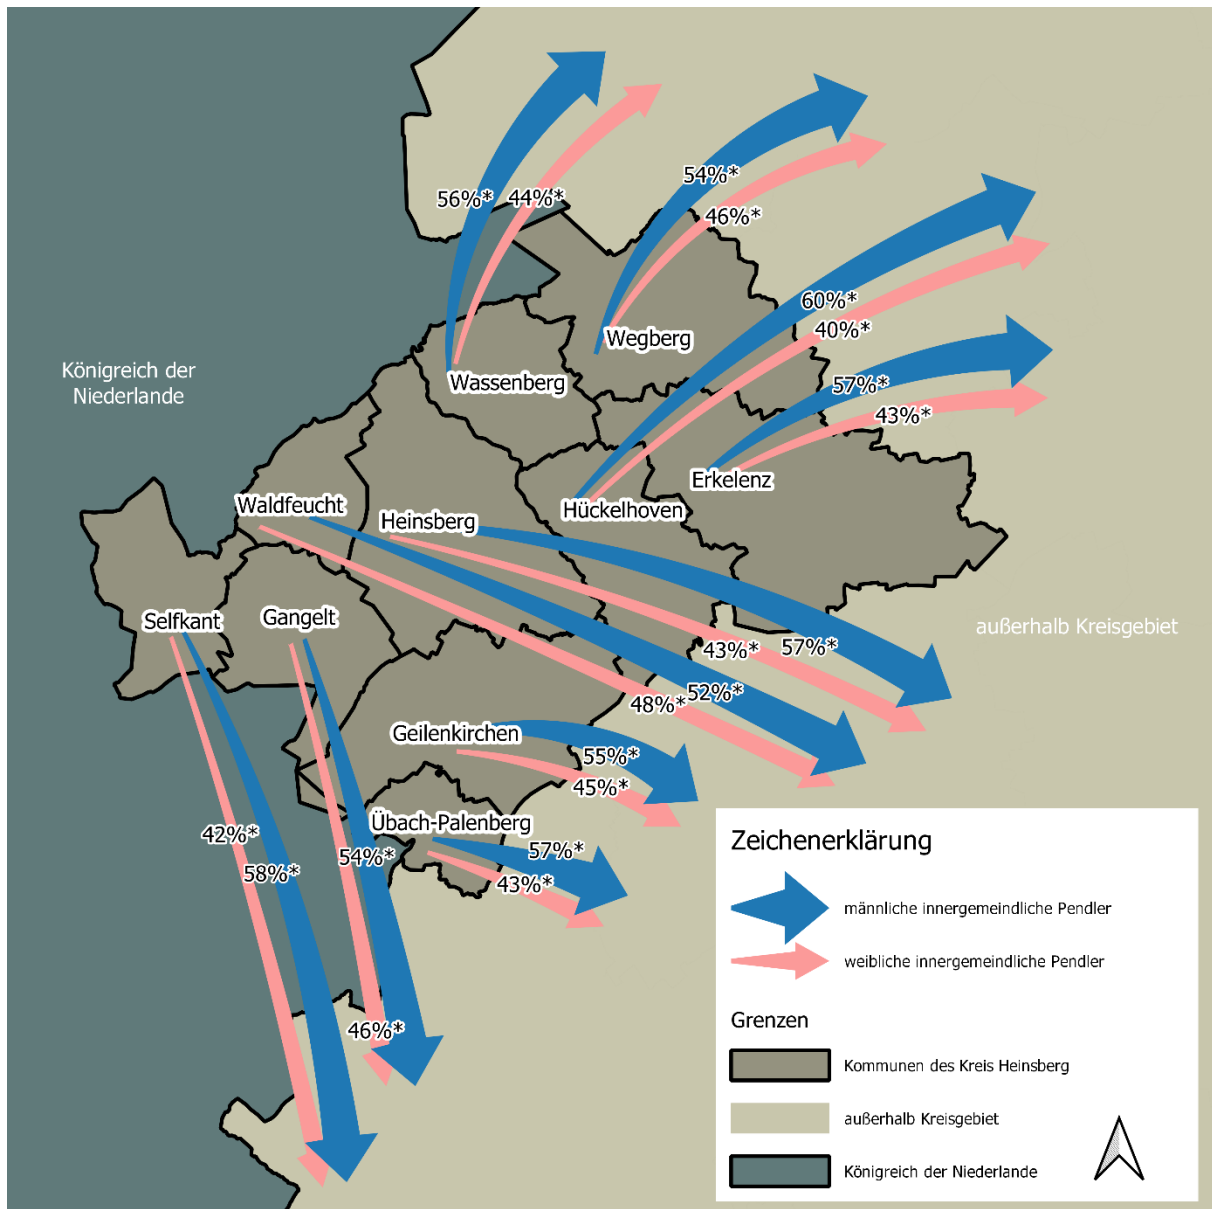 56%*
44%*
54%*
46%*
60%*
40%*
Wegberg
Königreich der
Niederlande
Wassenberg
57%*
43%*
Erkelenz
Waldfeucht
Heinsberg
Hückelhoven
Selfkant
Gangelt
außerhalb Kreisgebiet
43%*
57%*
48%*
52%*
Geilenkirchen
55%*
45%*
Übach-Palenberg
42%*
58%*
54%*
57%*
43%*
46%*
Zeichenerklärung
männliche innergemeindliche Pendler
weibliche innergemeindliche Pendler
Grenzen
Kommunen des Kreis Heinsberg
außerhalb Kreisgebiet
Königreich der Niederlande